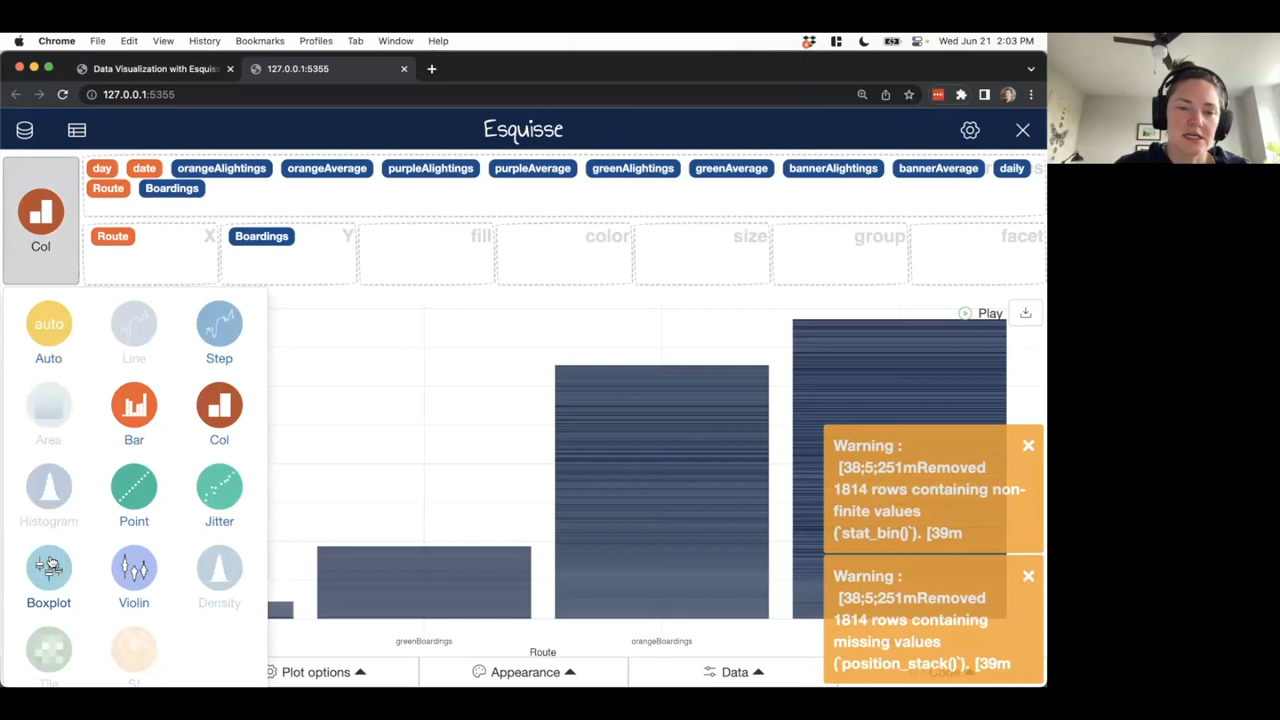 Chrome File Edit View History Bookmarks Profiles Tab Window Help Wed Jun 21 2:03 PM
Data Visualization with Esquiss 127.0.0.1:5355
127.0.0.1:5355
Esquisse
day date orangeAlightings orangeAverage purpleAlightings purpleAverage greenAlightings greenAverage bannerAlightings bannerAverage daily
Route Boardings
Col
Route X Boardings Y fill color size group facet
auto
Auto Line Step
Area Bar Col
Histogram Point Jitter
Boxplot Violin Density
Tile Sf
Play
Warning :
[38;5;251mRemoved
1814 rows containing non-
finite values
(`stat_bin()`). [39m
Warning :
[38;5;251mRemoved
1814 rows containing
missing values
(`position_stack()`). [39m
greenBoardings orangeBoardings
Route
Plot options Appearance Data Code